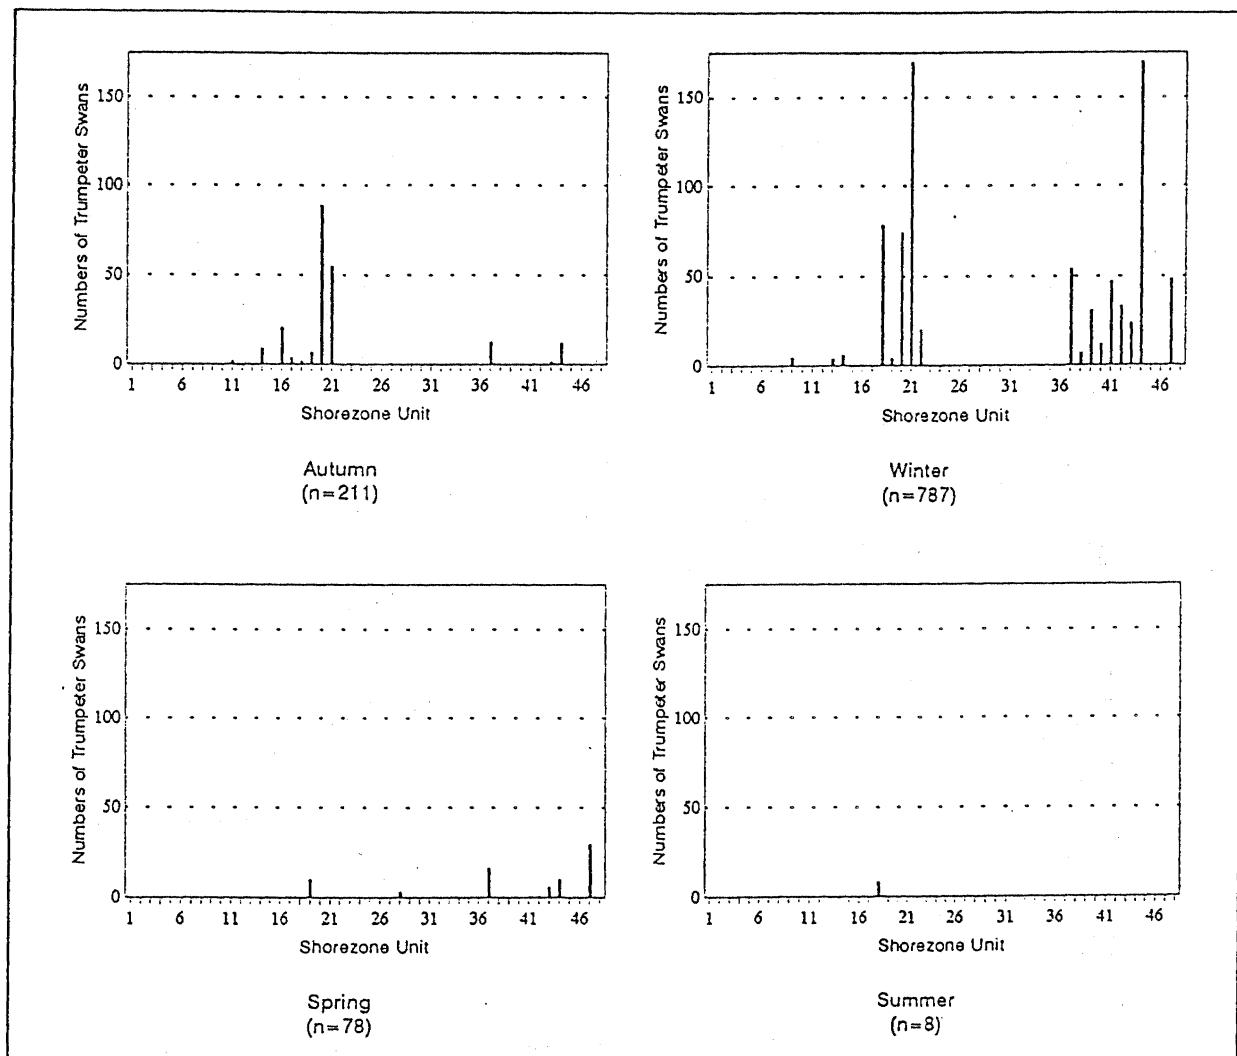 Numbers of Trumpeter Swans
150
100
50
0
1 6 11 16 21 26 31 36 41 46
Shorezone Unit
Autumn
(n=211)
Numbers of Trumpeter Swans
150
100
50
0
1 6 11 16 21 26 31 36 41 46
Shorezone Unit
Winter
(n=787)
Numbers of Trumpeter Swans
150
100
50
0
1 6 11 16 21 26 31 36 41 46
Shorezone Unit
Spring
(n=78)
Numbers of Trumpeter Swans
150
100
50
0
1 6 11 16 21 26 31 36 41 46
Shorezone Unit
Summer
(n=8)